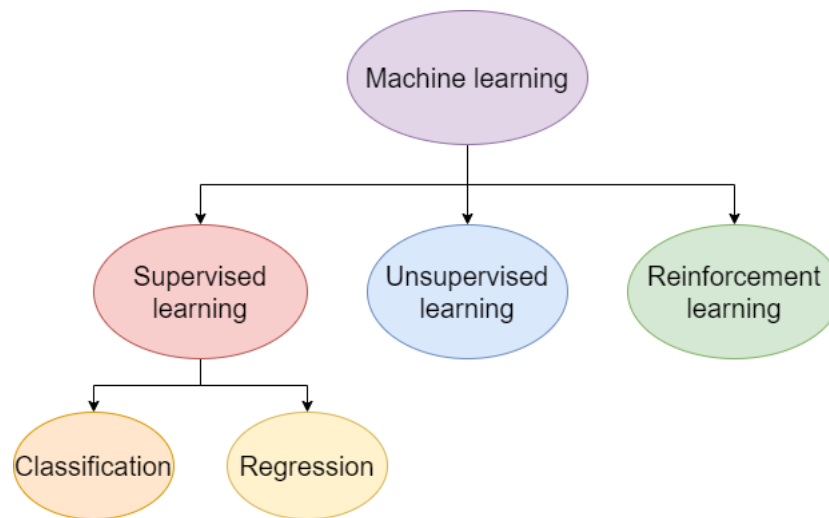 Machine learning
Supervised
learning
Unsupervised
learning
Reinforcement
learning
Classification
Regression